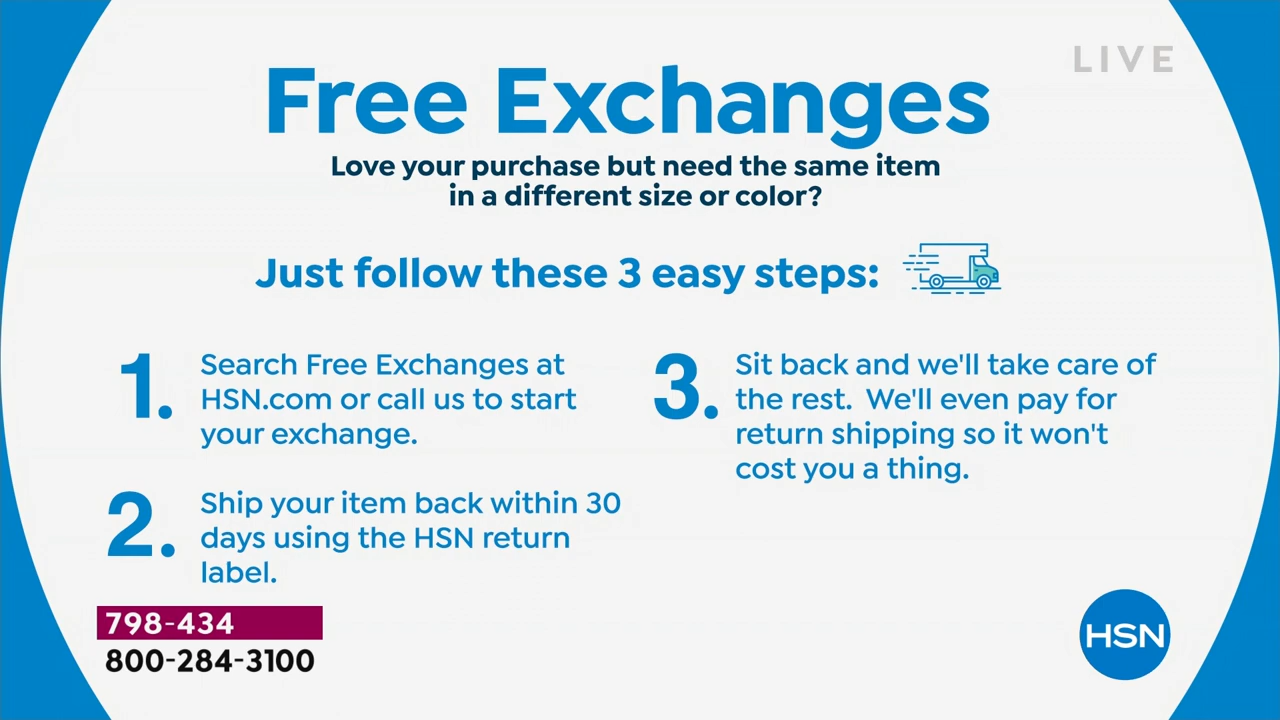 LIVE
Free Exchanges
Love your purchase but need the same item
in a different size or color?
Just follow these 3 easy steps:
1. Search Free Exchanges at
HSN.com or call us to start
your exchange.
2. Ship your item back within 30
days using the HSN return
label.
3. Sit back and we'll take care of
the rest. We'll even pay for
return shipping so it won't
cost you a thing.
798-434
800-284-3100
HSN